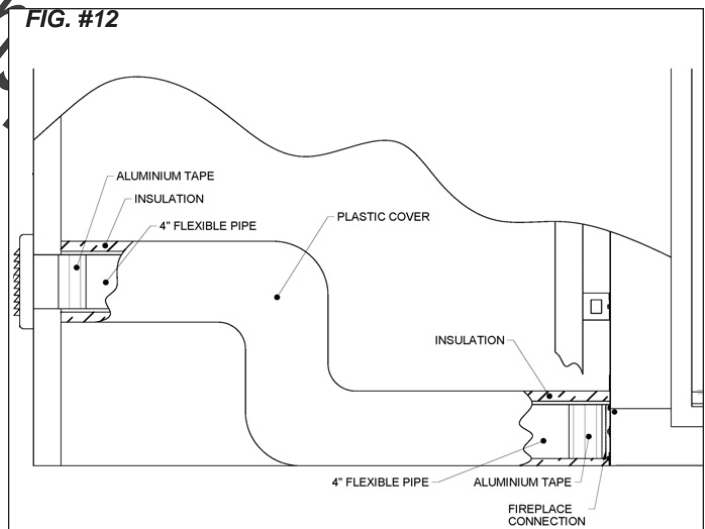 FIG. #12
ALUMINIUM TAPE
INSULATION
4" FLEXIBLE PIPE
PLASTIC COVER
INSULATION
4" FLEXIBLE PIPE
ALUMINIUM TAPE
FIREPLACE
CONNECTION